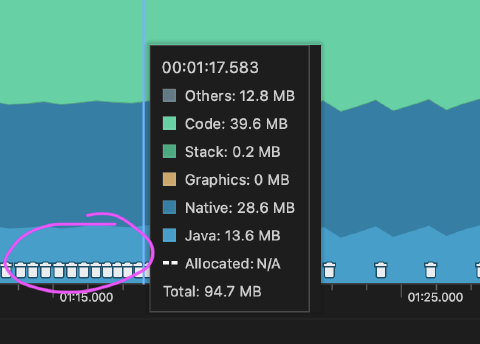 00:01:17.583
Others: 12.8 MB
Code: 39.6 MB
Stack: 0.2 MB
Graphics: 0 MB
Native: 28.6 MB
Java: 13.6 MB
Allocated: N/A
Total: 94.7 MB
01:15.000
01:25.000